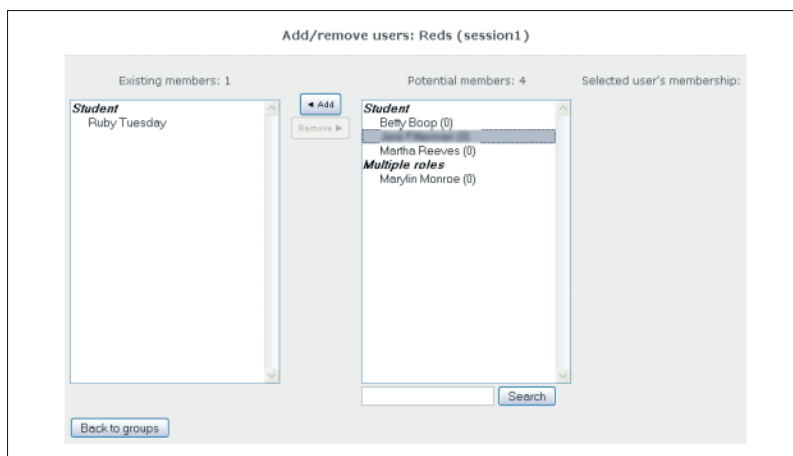 Add/remove users: Reds (session1)
Existing members: 1
Potential members: 4
Selected user's membership:
◄ Add
Remove ►
Student
Ruby Tuesday
Student
Betty Boop (0)
Martha Reeves (0)
Multiple roles
Marylin Monroe (0)
Search
Back to groups